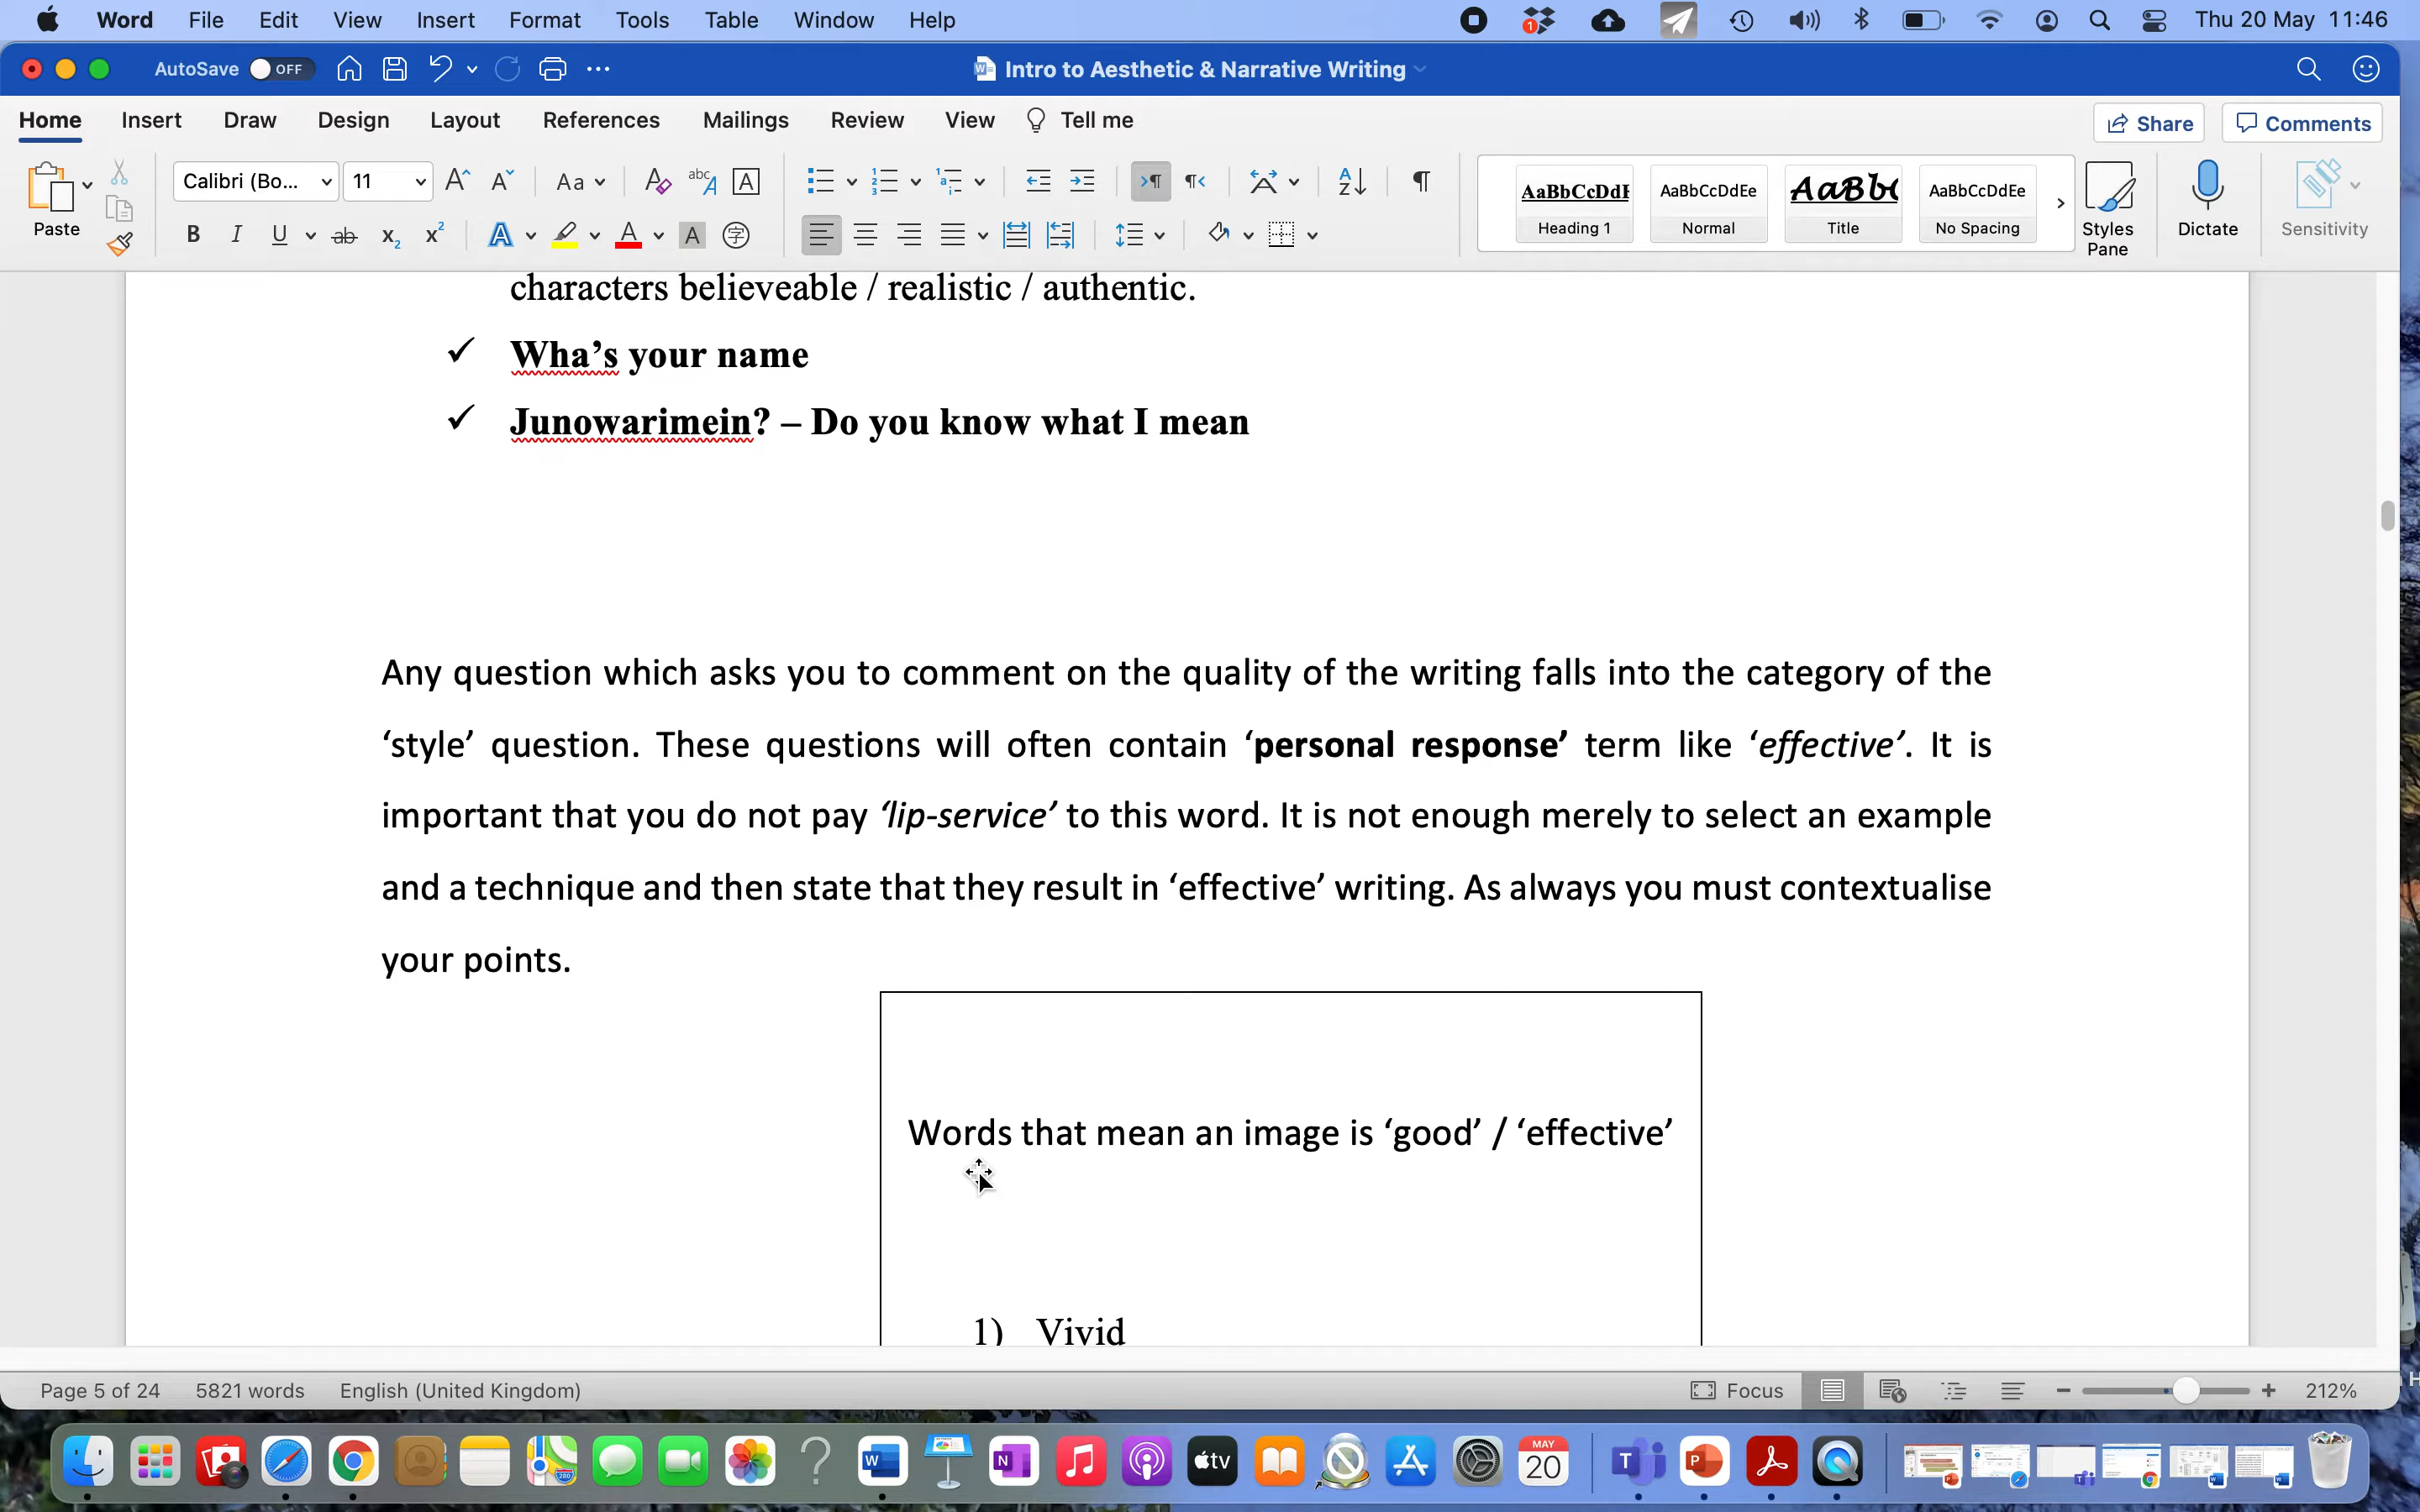 Word File Edit View Insert Format Tools Table Window Help Thu 20 May 11:46
AutoSave OFF Intro to Aesthetic & Narrative Writing
Home Insert Draw Design Layout References Mailings Review View Tell me Share Comments
Paste Calibri (Bo... 11 Aa
AaBbCcDdE AaBbCcDdEe AaBb( AaBbCcDdEe
Heading 1 Normal Title No Spacing
Styles Pane Dictate Sensitivity
characters believeable / realistic / authentic.
✓ Wha’s your name
✓ Junowarimein? – Do you know what I mean
Any question which asks you to comment on the quality of the writing falls into the category of the
‘style’ question. These questions will often contain ‘personal response’ term like ‘effective’. It is
important that you do not pay ‘lip-service’ to this word. It is not enough merely to select an example
and a technique and then state that they result in ‘effective’ writing. As always you must contextualise
your points.
Words that mean an image is ‘good’ / ‘effective’
1) Vivid
Page 5 of 24 5821 words English (United Kingdom) Focus 212%
tv MAY 20